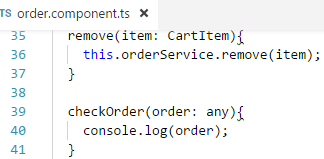 TS order.component.ts ×
35 remove(item: CartItem){
36 this.orderService.remove(item);
37 }
38
39 checkOrder(order: any){
40 console.log(order);
41 }